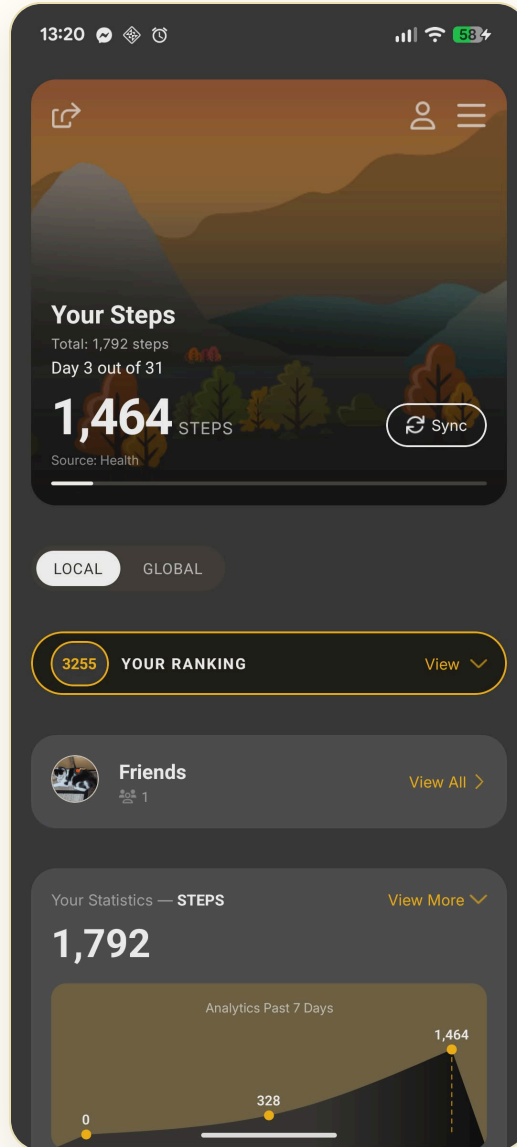 13:20
58
Your Steps
Total: 1,792 steps
Day 3 out of 31
1,464 STEPS
Sync
Source: Health
LOCAL GLOBAL
3255 YOUR RANKING View
Friends
1
View All
Your Statistics — STEPS View More
1,792
Analytics Past 7 Days
1,464
328
0